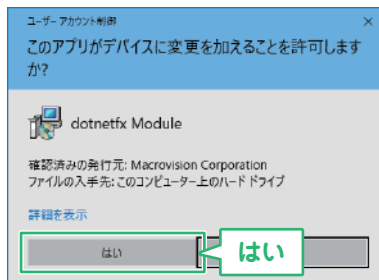 ユーザー アカウント制御
×
このアプリがデバイスに変更を加えることを許可します
か?
dotnetfx Module
確認済みの発行元: Macrovision Corporation
ファイルの入手先: このコンピューター上のハード ドライブ
詳細を表示
はい
はい